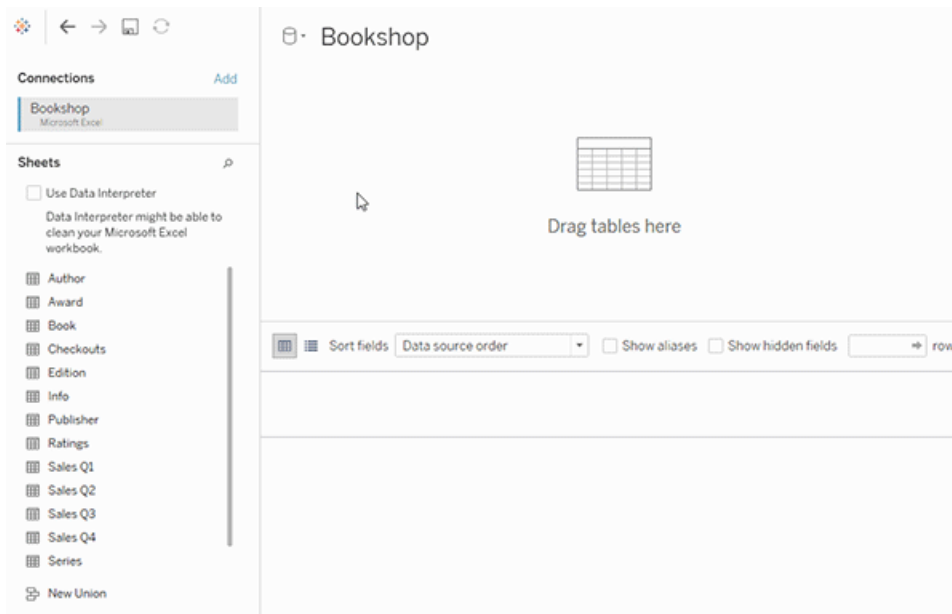 Bookshop
Connections Add
Bookshop
Microsoft Excel
Sheets
Use Data Interpreter
Data Interpreter might be able to
clean your Microsoft Excel
workbook.
Author
Award
Book
Checkouts
Edition
Info
Publisher
Ratings
Sales Q1
Sales Q2
Sales Q3
Sales Q4
Series
New Union
Drag tables here
Sort fields Data source order Show aliases Show hidden fields